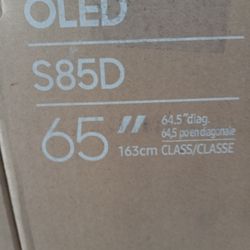 OLED
S85D
65" 64.5" diag.
64,5 po en diagonale
163cm CLASS/CLASSE